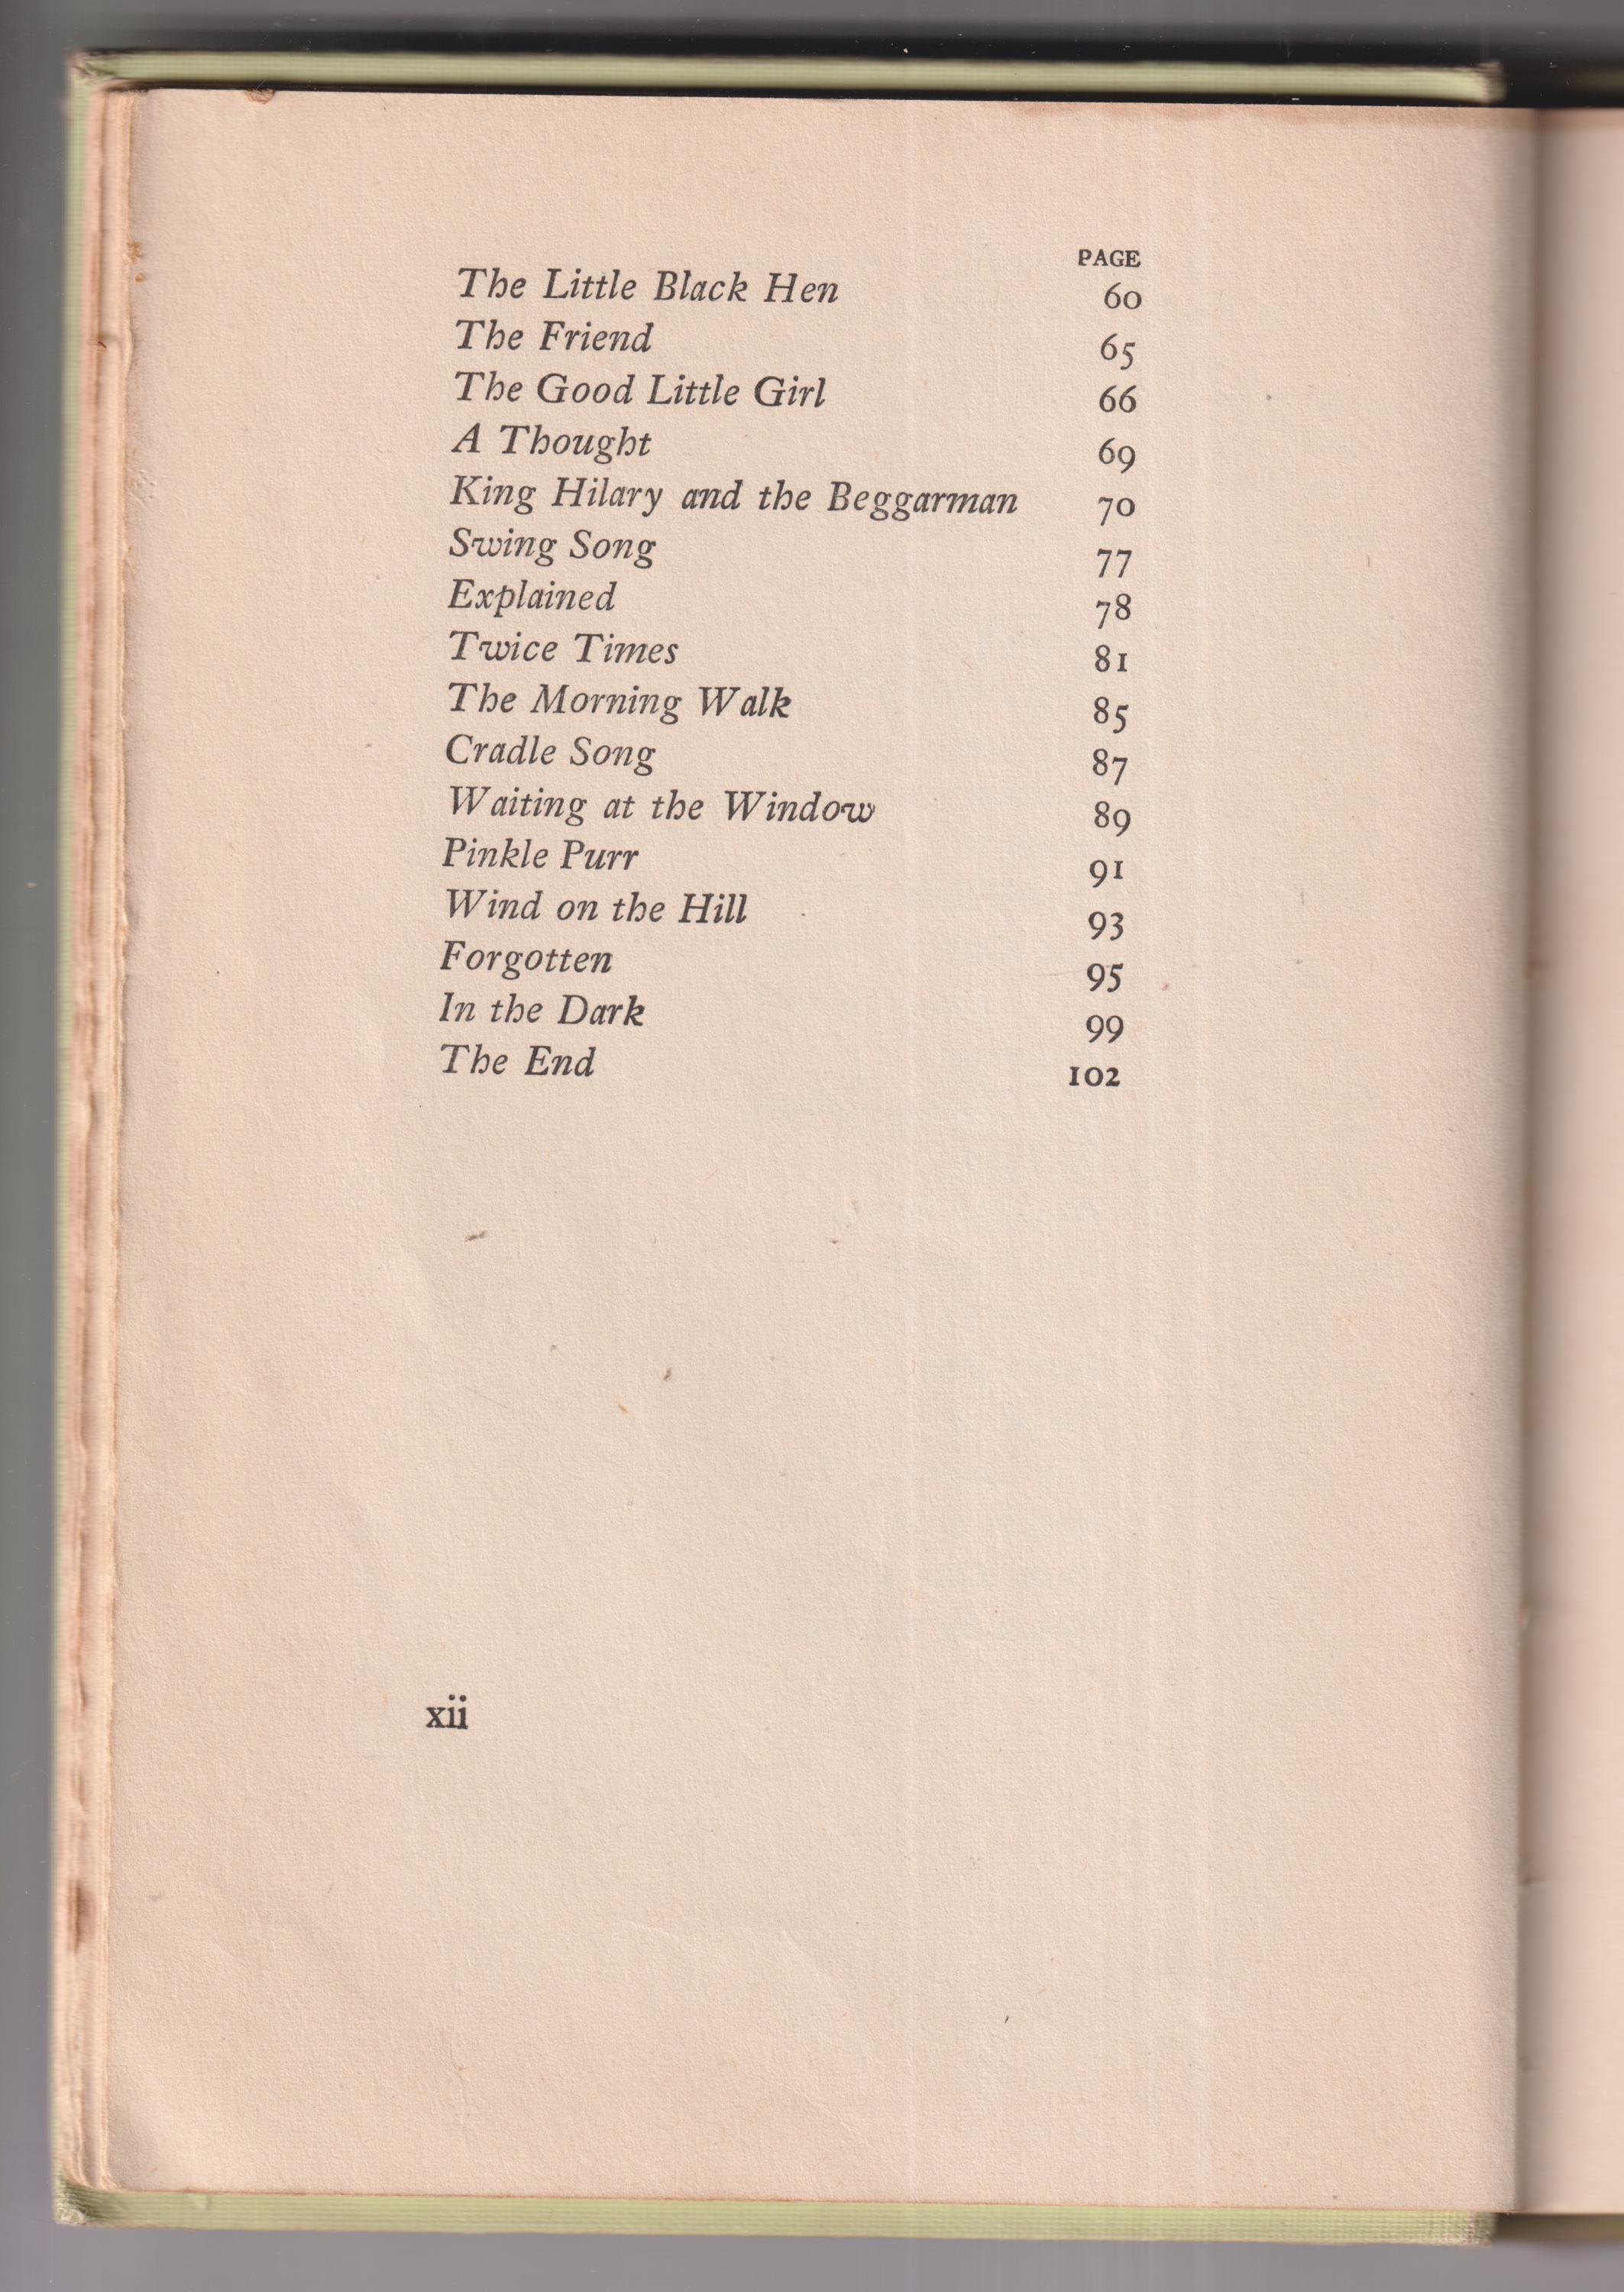 PAGE
The Little Black Hen 60
The Friend 65
The Good Little Girl 66
A Thought 69
King Hilary and the Beggarman 70
Swing Song 77
Explained 78
Twice Times 81
The Morning Walk 85
Cradle Song 87
Waiting at the Window 89
Pinkle Purr 91
Wind on the Hill 93
Forgotten 95
In the Dark 99
The End 102
xii